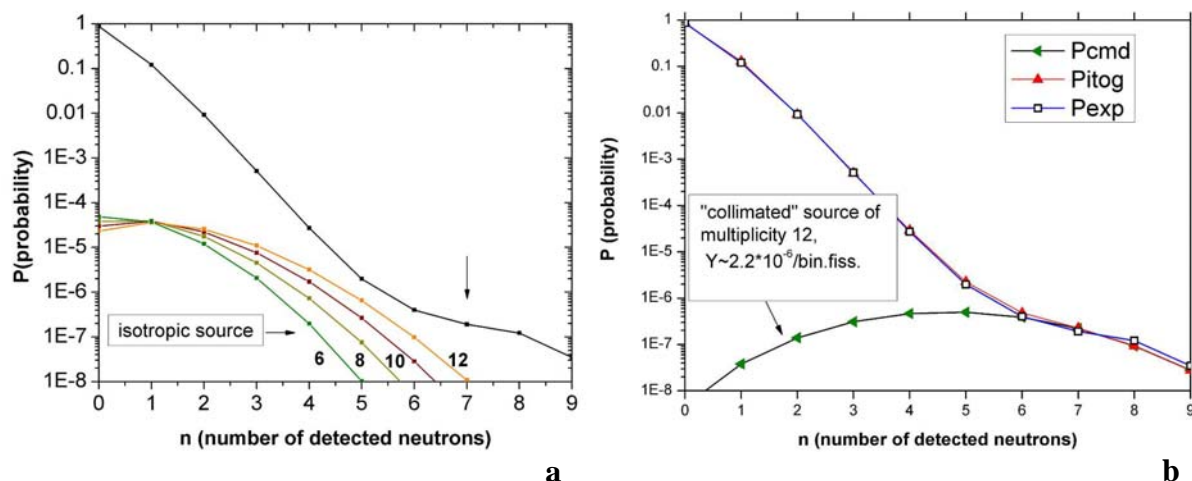 1
0.1
0.01
1E-3
1E-4
1E-5
1E-6
1E-7
1E-8
P(probability)
isotropic source
6 8 10 12
0 1 2 3 4 5 6 7 8 9
n (number of detected neutrons)
a
1
0.1
0.01
1E-3
1E-4
1E-5
1E-6
1E-7
1E-8
P (probability)
Pcmd
Pitog
Pexp
"collimated" source of
multiplicity 12,
Y~2.2*10⁻⁶/bin.fiss.
0 1 2 3 4 5 6 7 8 9
n (number of detected neutrons)
b